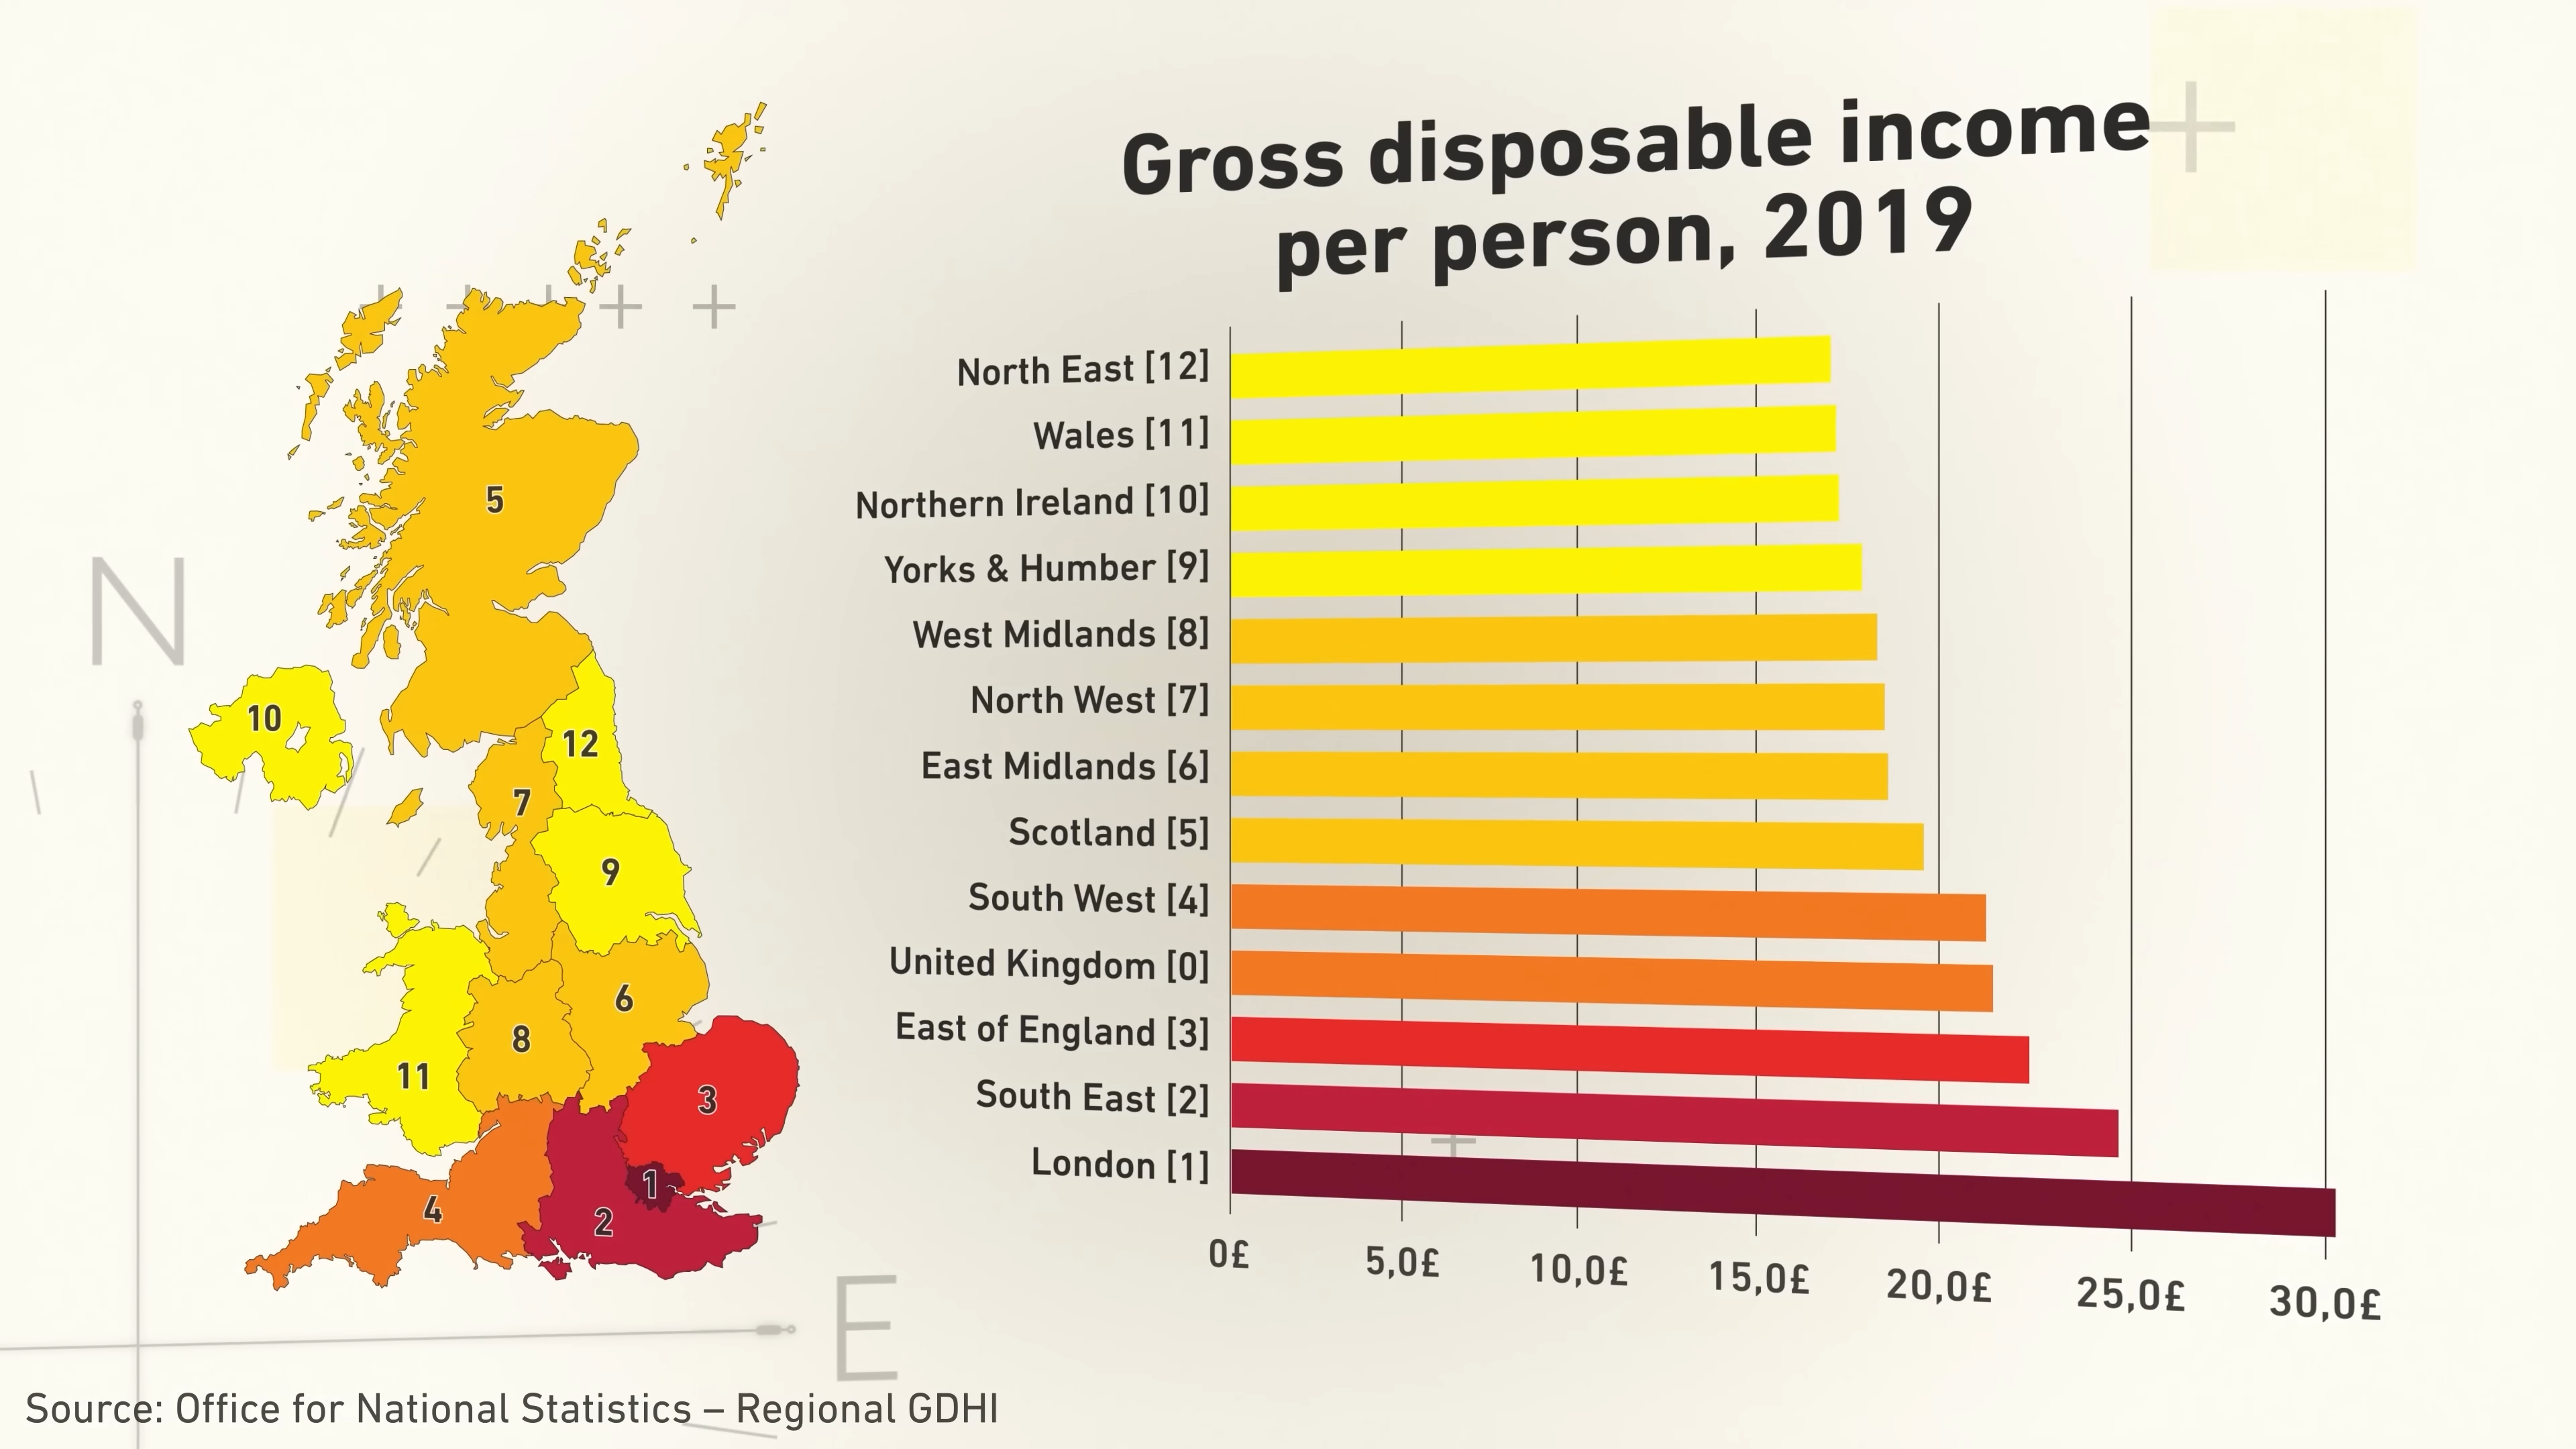 Gross disposable income
per person, 2019
North East [12]
Wales [11]
Northern Ireland [10]
Yorks & Humber [9]
West Midlands [8]
North West [7]
East Midlands [6]
Scotland [5]
South West [4]
United Kingdom [0]
East of England [3]
South East [2]
London [1]
0£ 5,0£ 10,0£ 15,0£ 20,0£ 25,0£ 30,0£
5
10
12
7
9
6
8
11
3
1
4
2
N
E
Source: Office for National Statistics – Regional GDHI